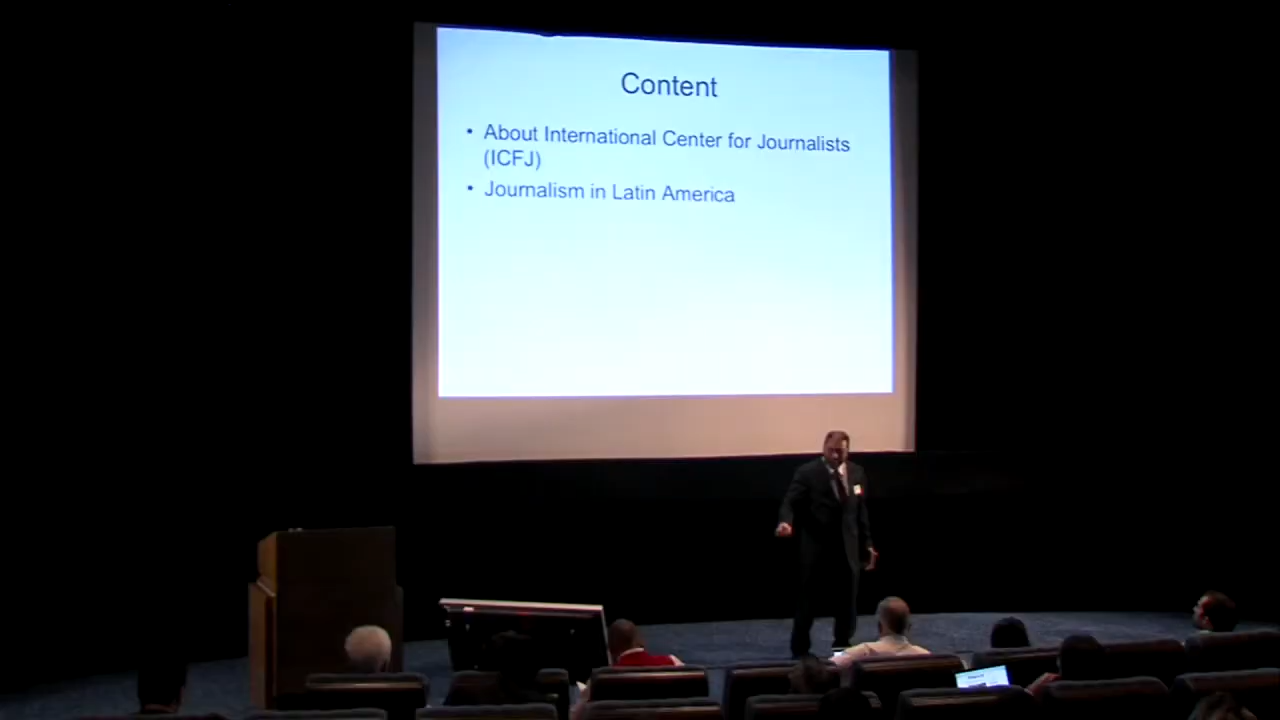 Content
• About International Center for Journalists
(ICFJ)
• Journalism in Latin America